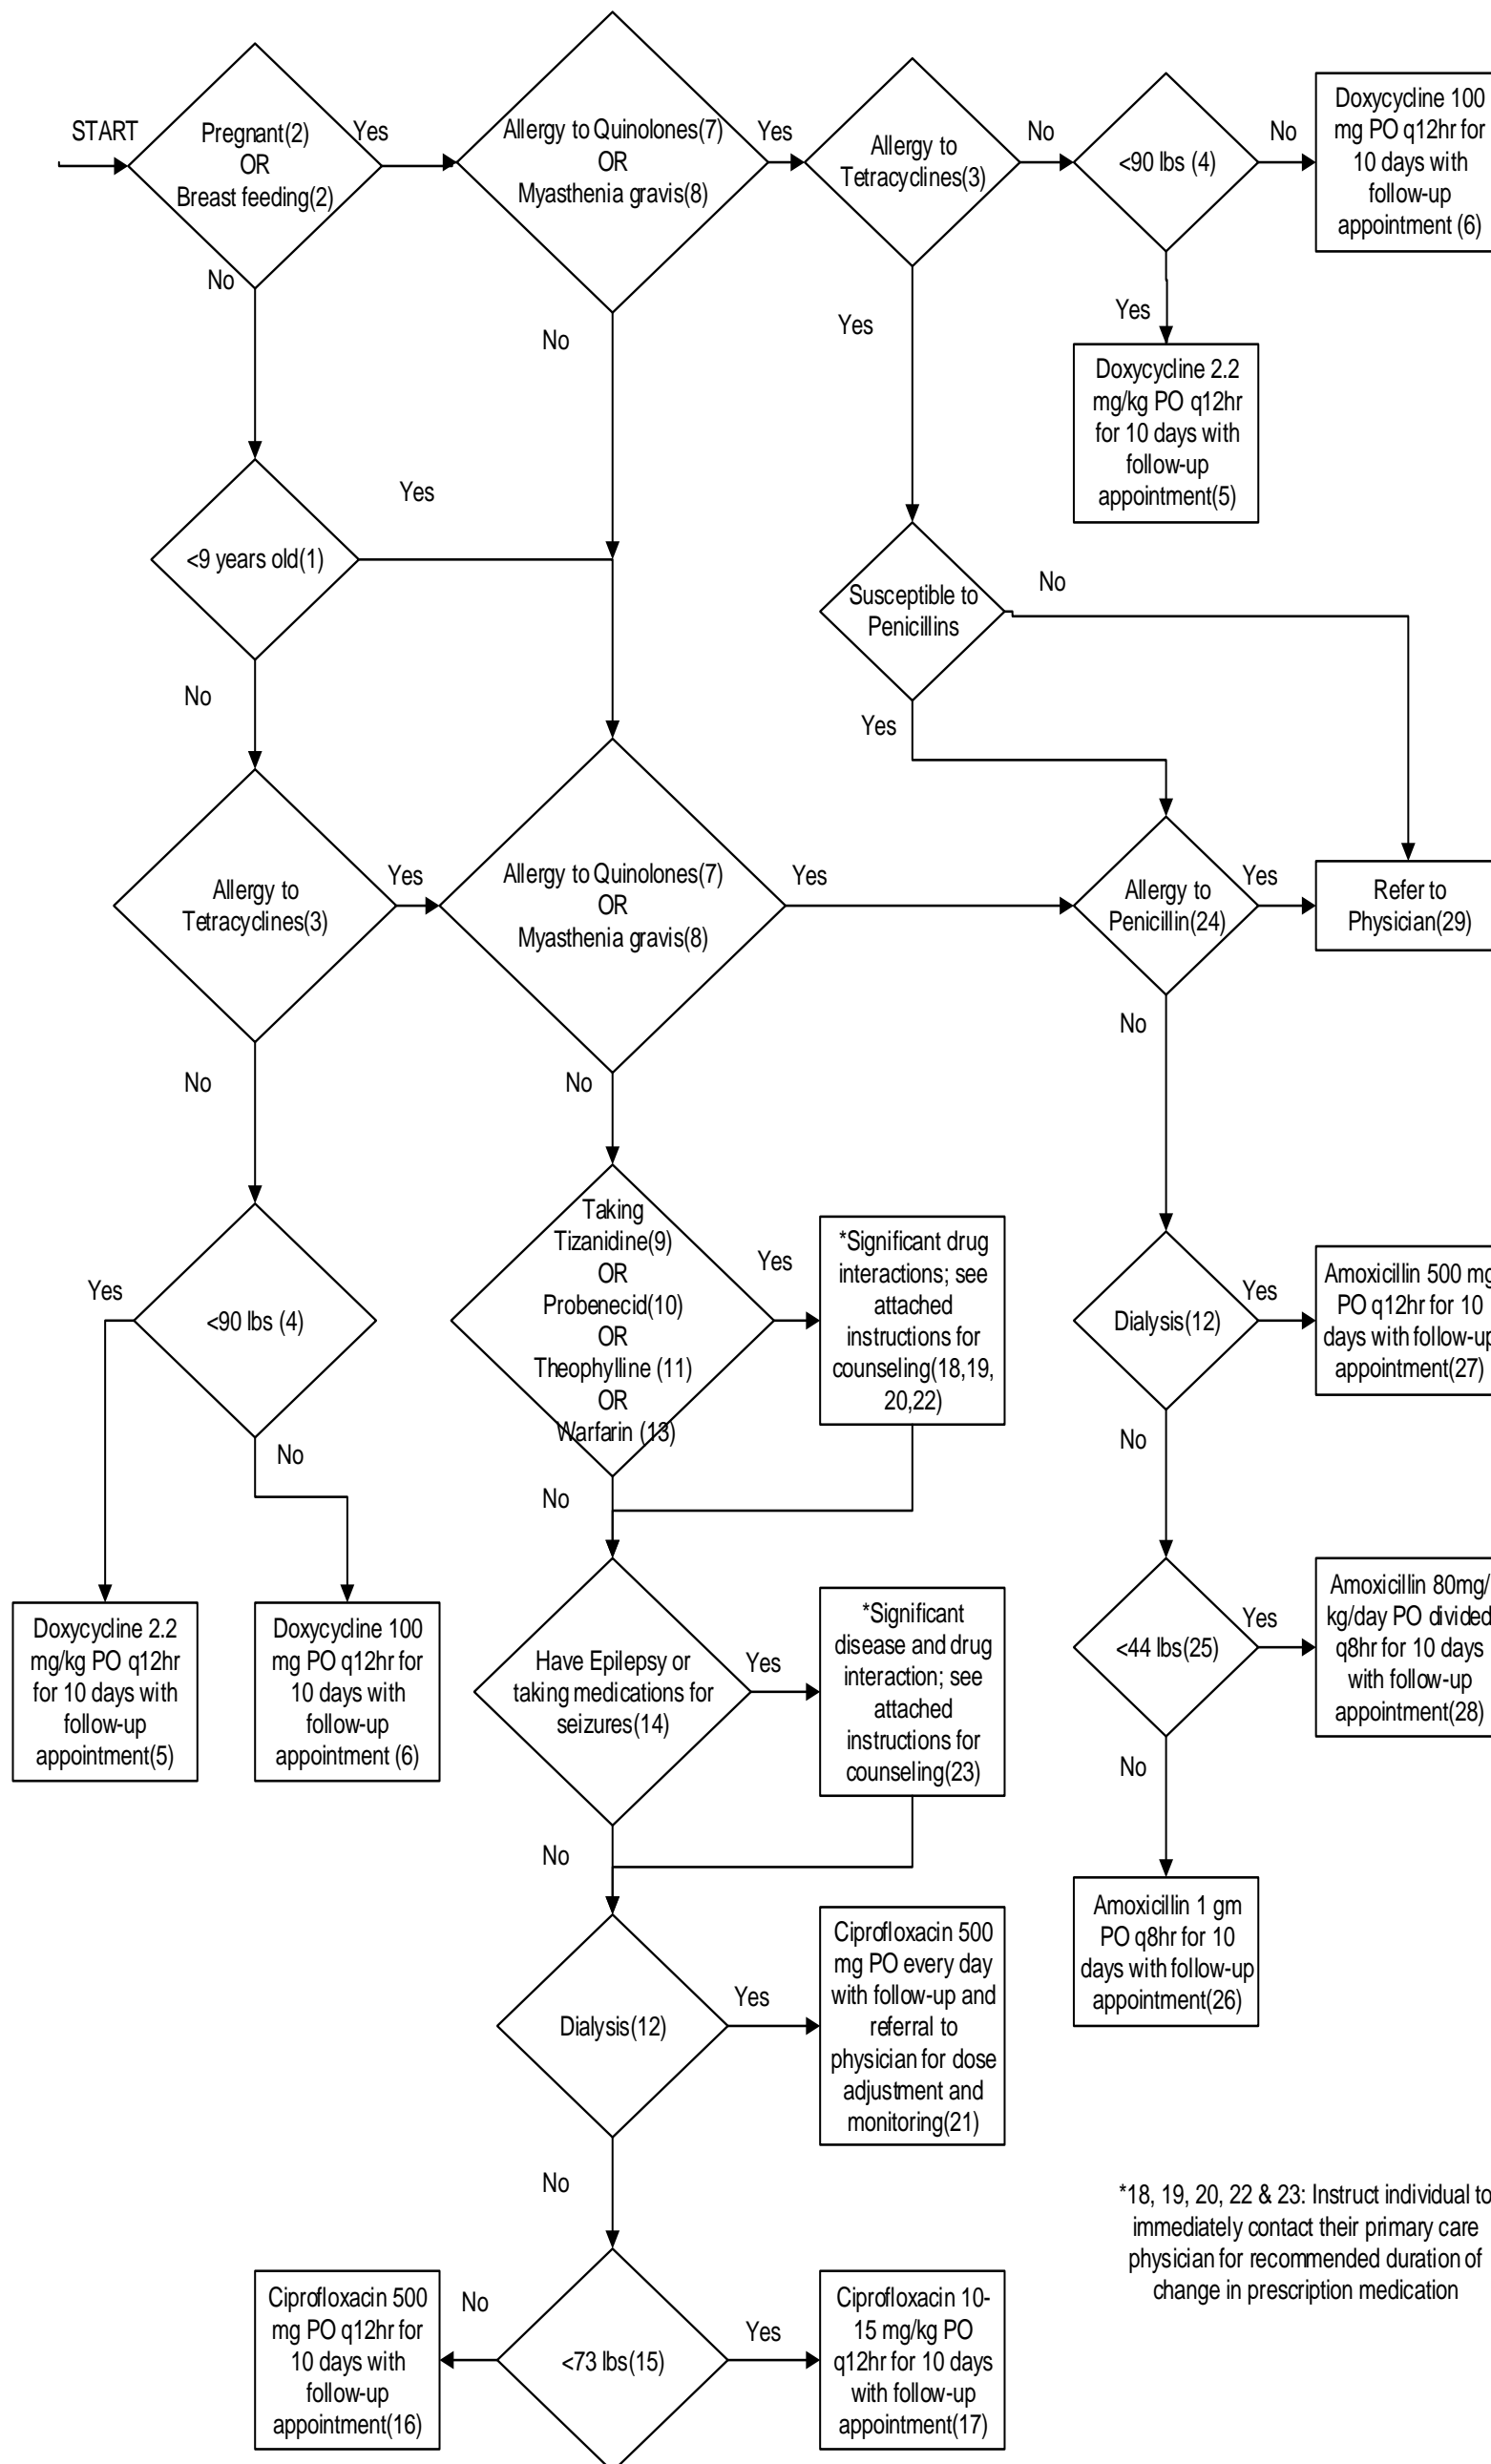 START
Pregnant(2)
OR
Breast feeding(2)
Yes
No
Allergy to Quinolones(7)
OR
Myasthenia gravis(8)
Yes
No
Allergy to
Tetracyclines(3)
No
Yes
<90 lbs (4)
No
Yes
Doxycycline 100
mg PO q12hr for
10 days with
follow-up
appointment (6)
Doxycycline 2.2
mg/kg PO q12hr
for 10 days with
follow-up
appointment(5)
<9 years old(1)
Yes
No
Susceptible to
Penicillins
No
Yes
Allergy to
Tetracyclines(3)
Yes
No
Allergy to Quinolones(7)
OR
Myasthenia gravis(8)
Yes
No
Allergy to
Penicillin(24)
Yes
No
Refer to
Physician(29)
<90 lbs (4)
Yes
No
Doxycycline 2.2
mg/kg PO q12hr
for 10 days with
follow-up
appointment(5)
Doxycycline 100
mg PO q12hr for
10 days with
follow-up
appointment (6)
Taking
Tizanidine(9)
OR
Probenecid(10)
OR
Theophylline (11)
OR
Warfarin (13)
Yes
No
*Significant drug
interactions; see
attached
instructions for
counseling(18,19,
20,22)
Dialysis(12)
Yes
No
Amoxicillin 500 mg
PO q12hr for 10
days with follow-up
appointment(27)
Have Epilepsy or
taking medications for
seizures(14)
Yes
No
*Significant
disease and drug
interaction; see
attached
instructions for
counseling(23)
<44 lbs(25)
Yes
No
Amoxicillin 80mg/
kg/day PO divided
q8hr for 10 days
with follow-up
appointment(28)
Amoxicillin 1 gm
PO q8hr for 10
days with follow-up
appointment(26)
Dialysis(12)
Yes
No
Ciprofloxacin 500
mg PO every day
with follow-up and
referral to
physician for dose
adjustment and
monitoring(21)
<73 lbs(15)
No
Yes
Ciprofloxacin 500
mg PO q12hr for
10 days with
follow-up
appointment(16)
Ciprofloxacin 10-
15 mg/kg PO
q12hr for 10 days
with follow-up
appointment(17)
*18, 19, 20, 22 & 23: Instruct individual to
immediately contact their primary care
physician for recommended duration of
change in prescription medication